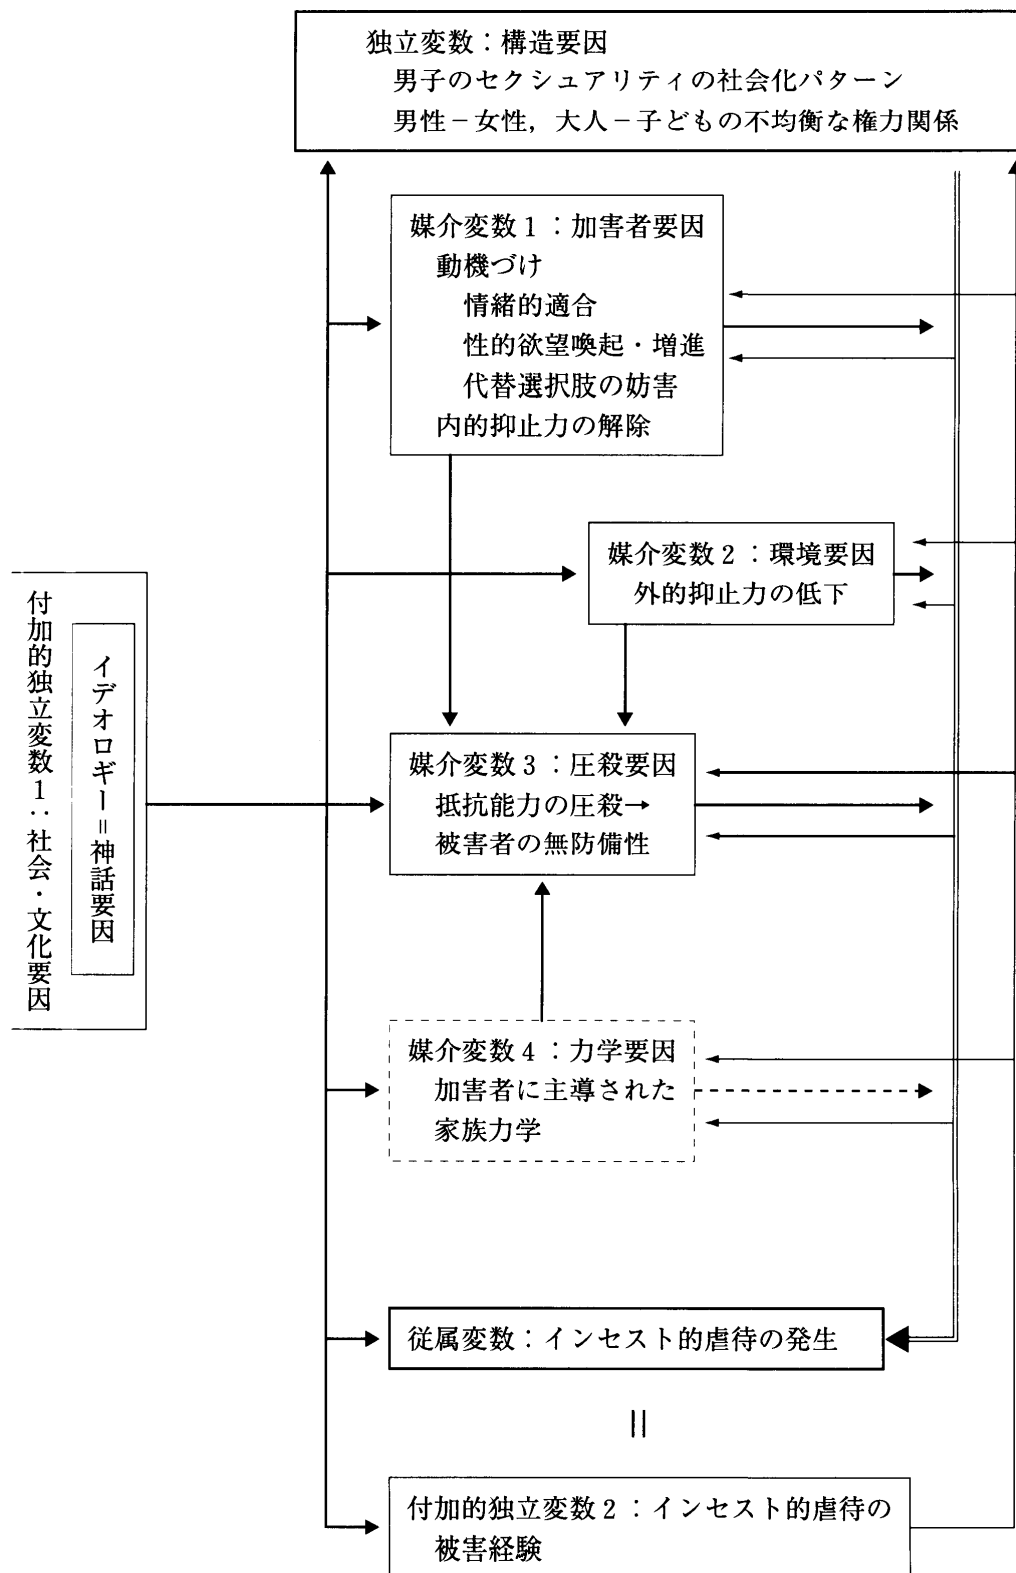 独立変数：構造要因
男子のセクシュアリティの社会化パターン
男性－女性，大人－子どもの不均衡な権力関係
媒介変数1：加害者要因
動機づけ
情緒的適合
性的欲望喚起・増進
代替選択肢の妨害
内的抑止力の解除
媒介変数2：環境要因
外的抑止力の低下
付加的独立変数1：社会・文化要因
イデオロギー＝神話要因
媒介変数3：圧殺要因
抵抗能力の圧殺→
被害者の無防備性
媒介変数4：力学要因
加害者に主導された
家族力学
従属変数：インセスト的虐待の発生
＝
付加的独立変数2：インセスト的虐待の
被害経験